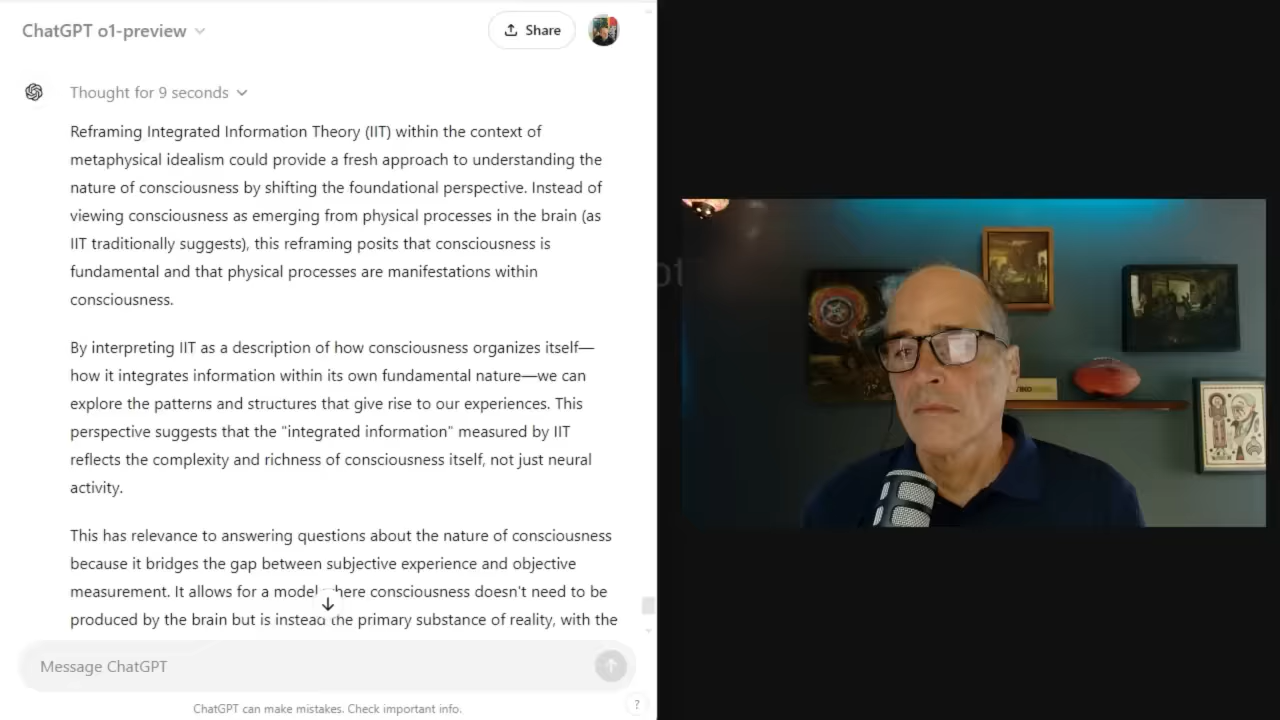 ChatGPT o1-preview
Share
Thought for 9 seconds
Reframing Integrated Information Theory (IIT) within the context of
metaphysical idealism could provide a fresh approach to understanding the
nature of consciousness by shifting the foundational perspective. Instead of
viewing consciousness as emerging from physical processes in the brain (as
IIT traditionally suggests), this reframing posits that consciousness is
fundamental and that physical processes are manifestations within
consciousness.
By interpreting IIT as a description of how consciousness organizes itself—
how it integrates information within its own fundamental nature—we can
explore the patterns and structures that give rise to our experiences. This
perspective suggests that the "integrated information" measured by IIT
reflects the complexity and richness of consciousness itself, not just neural
activity.
This has relevance to answering questions about the nature of consciousness
because it bridges the gap between subjective experience and objective
measurement. It allows for a model where consciousness doesn't need to be
produced by the brain but is instead the primary substance of reality, with the
Message ChatGPT
ChatGPT can make mistakes. Check important info.
?